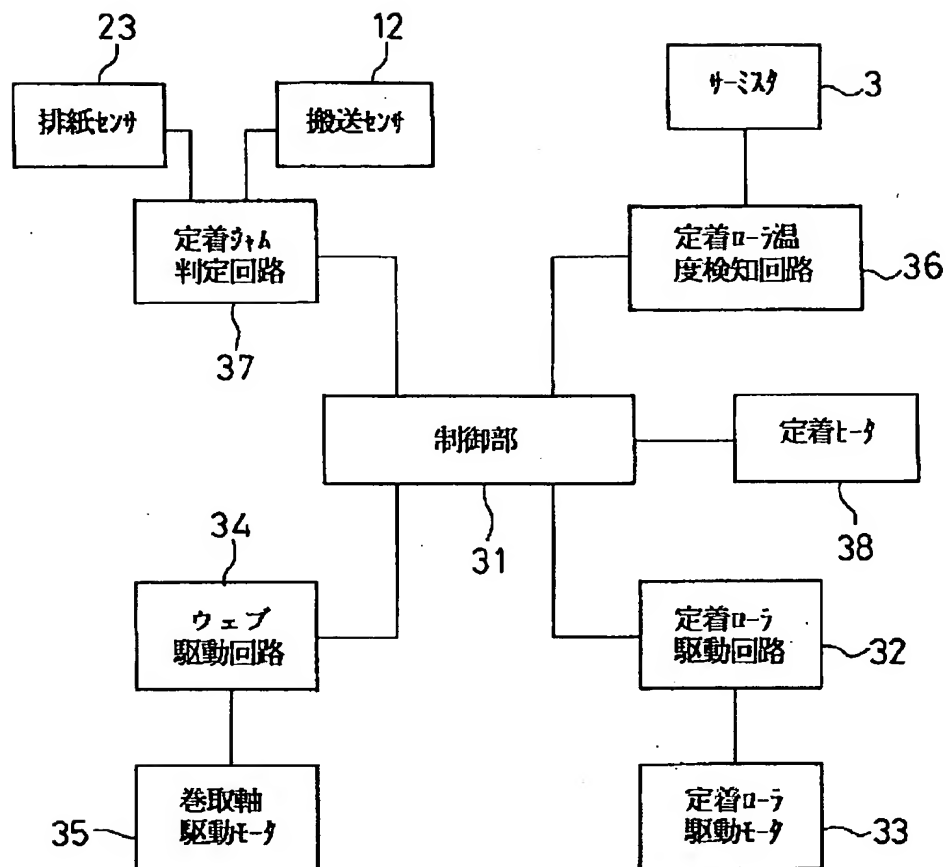 23
12
排紙センサ
搬送センサ
サーミスタ
3
定着ジャム
判定回路
37
定着ローラ温
度検知回路
36
制御部
31
定着ヒータ
38
34
ウェブ
駆動回路
定着ローラ
駆動回路
32
巻取軸
駆動モータ
35
定着ローラ
駆動モータ
33